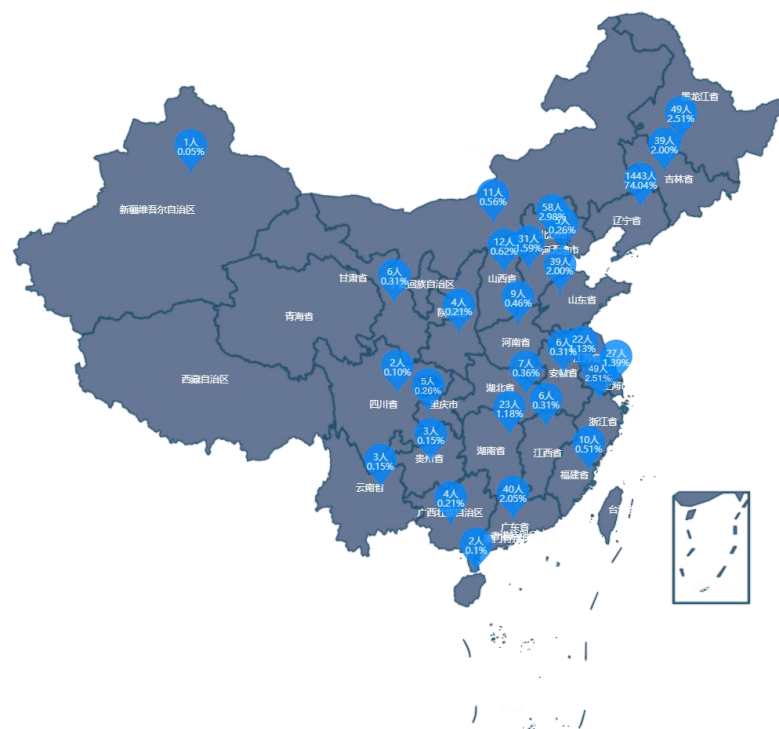 黑龙江省
49人
2.51%
39人
2.00%
吉林省
1人
0.05%
1443人
74.04%
新疆维吾尔自治区
11人
0.56%
58人
2.98%
0.26%
辽宁省
12人
0.62%
31人
1.59%
山西省
39人
2.00%
甘肃省
6人
0.31%
回族自治区
山东省
9人
0.46%
4人
0.21%
青海省
河南省
6人
0.31%
22人
27人
1.39%
2人
0.10%
7人
0.36%
安徽省
49人
2.51%
西藏自治区
5人
0.26%
湖北省
四川省
重庆市
23人
1.18%
6人
0.31%
浙江省
3人
0.15%
10人
0.51%
湖南省
江西省
贵州省
3人
0.15%
福建省
云南省
4人
0.21%
40人
2.05%
广东省
2人
0.1%